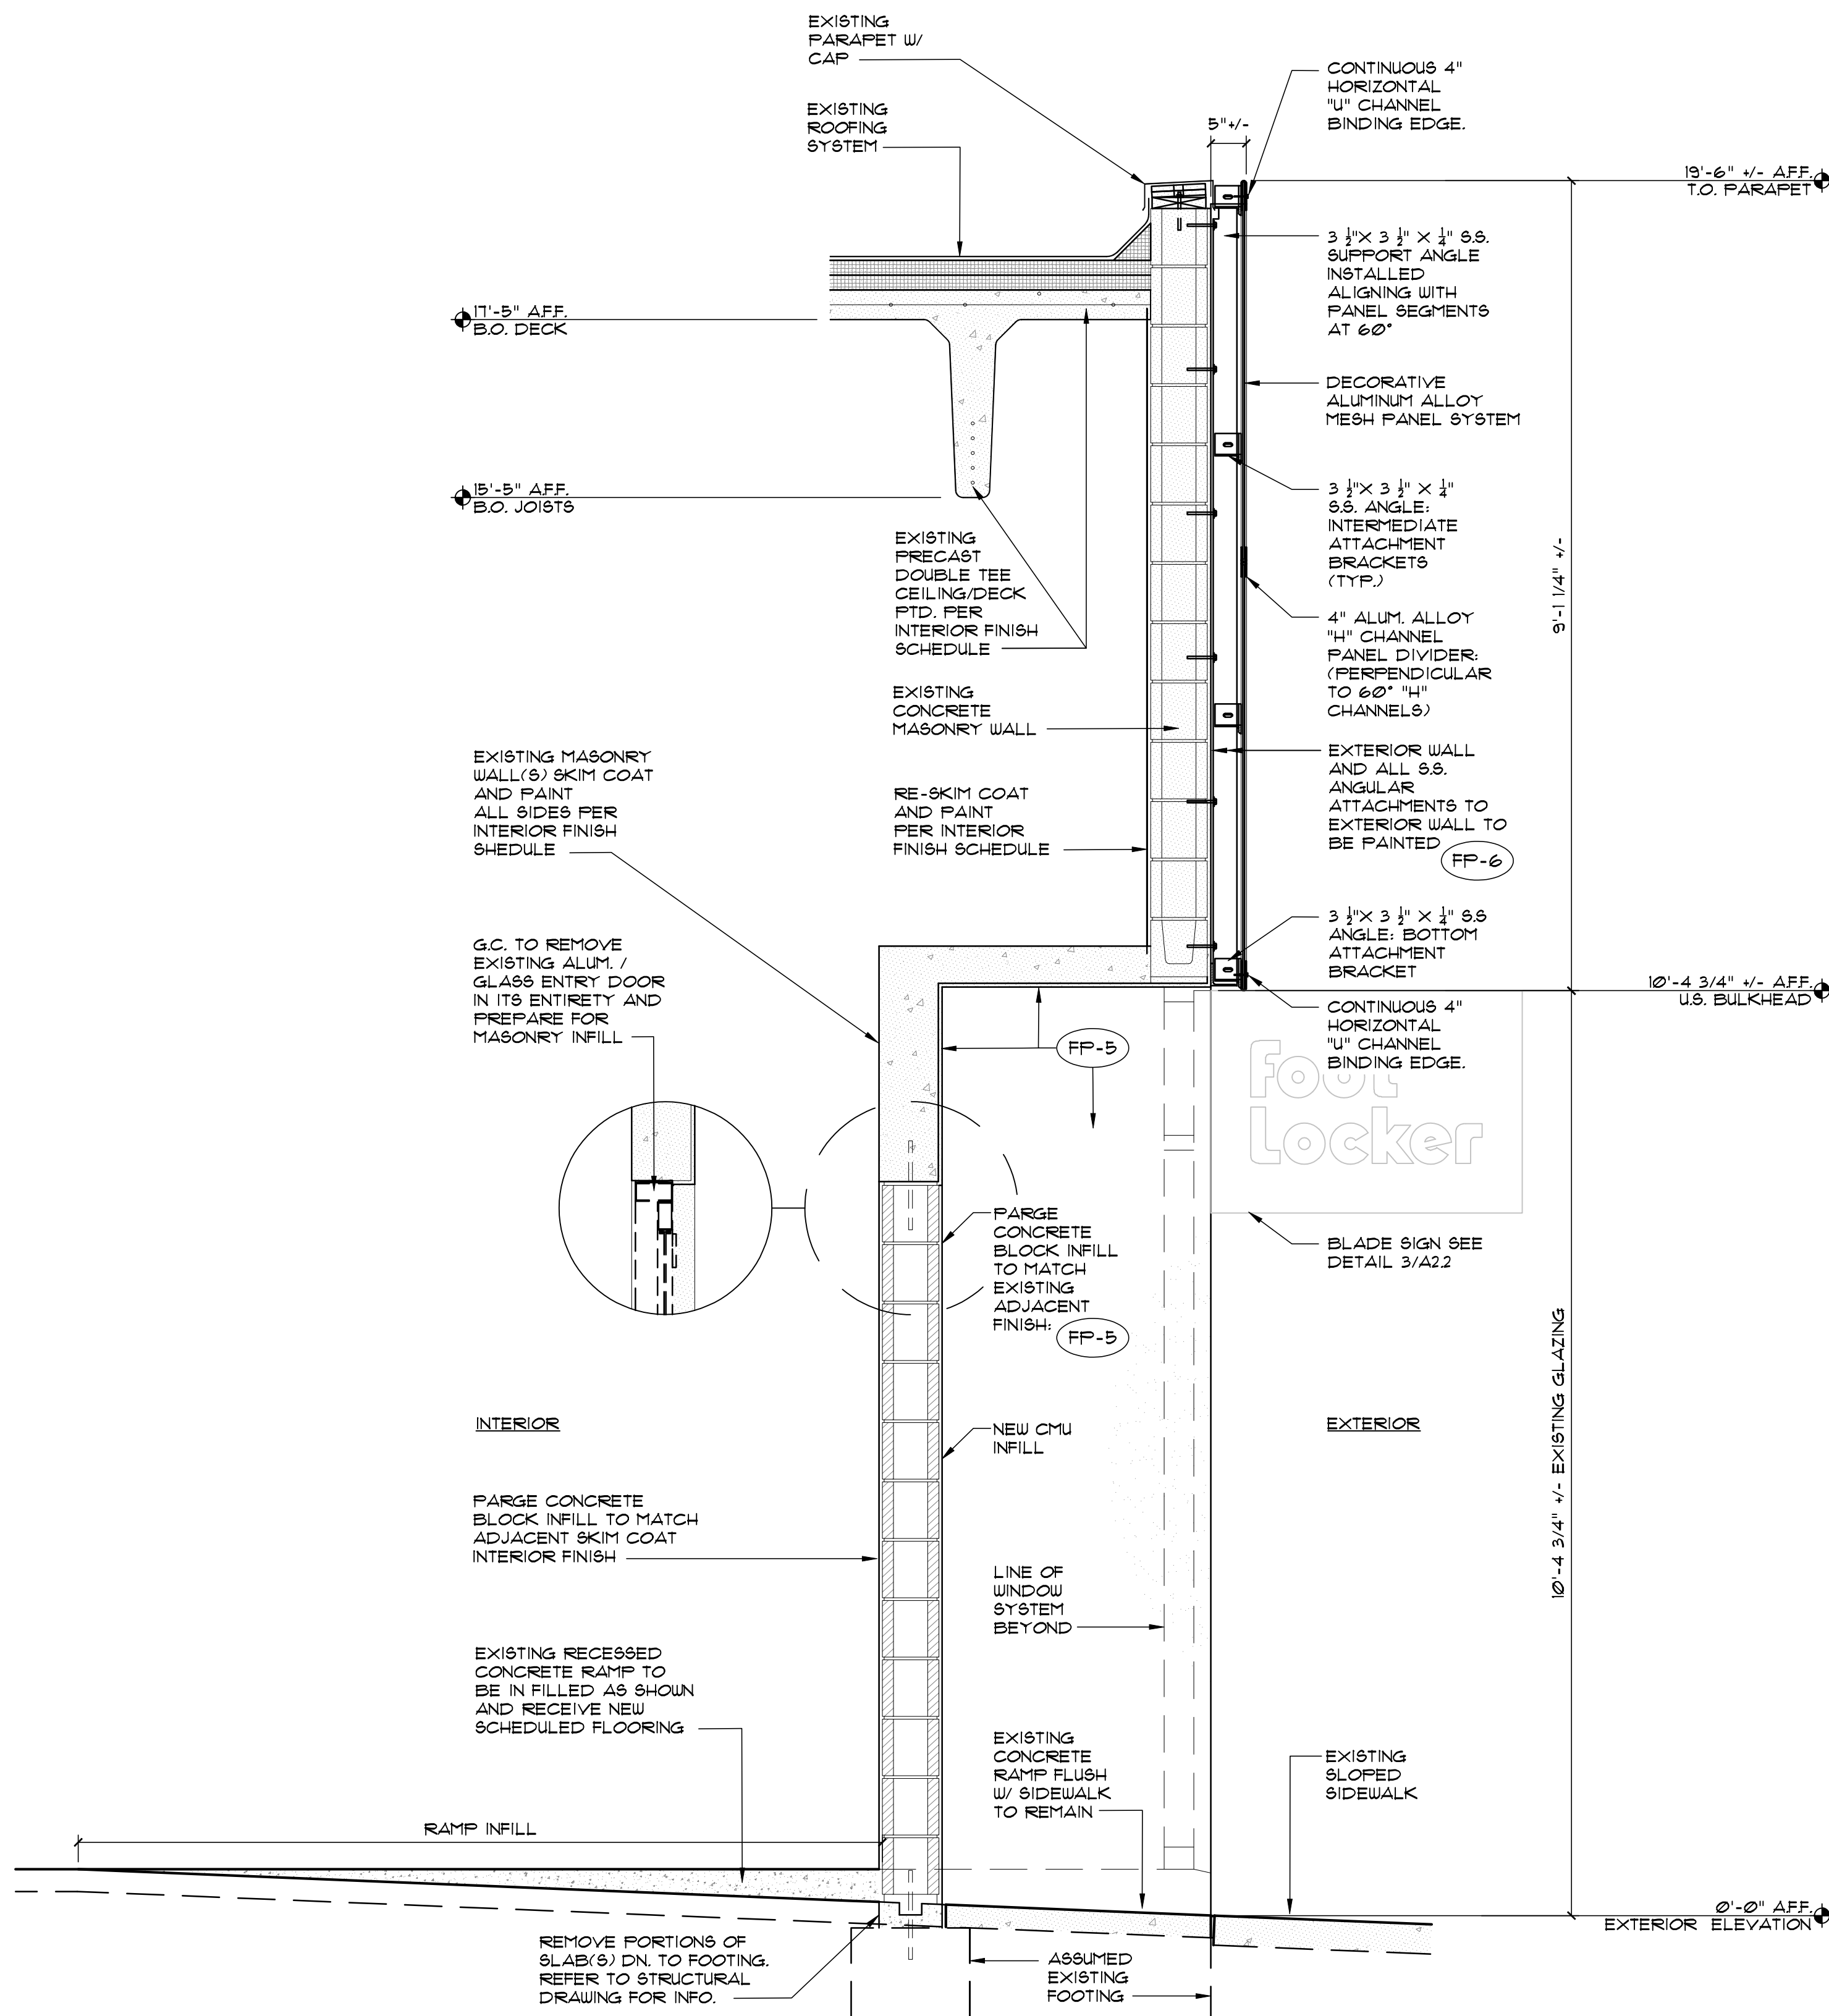 EXISTING
PARAPET W/
CAP
EXISTING
ROOFING
SYSTEM
5"+/-
CONTINUOUS 4"
HORIZONTAL
"U" CHANNEL
BINDING EDGE.
19'-6" +/- A.F.F.
T.O. PARAPET
3 1/2"X 3 1/2" X 1/4" S.S.
SUPPORT ANGLE
INSTALLED
ALIGNING WITH
PANEL SEGMENTS
AT 60°
17'-5" A.F.F.
B.O. DECK
DECORATIVE
ALUMINUM ALLOY
MESH PANEL SYSTEM
15'-5" A.F.F.
B.O. JOISTS
3 1/2"X 3 1/2" X 1/4"
S.S. ANGLE:
INTERMEDIATE
ATTACHMENT
BRACKETS
(TYP.)
EXISTING
PRECAST
DOUBLE TEE
CEILING/DECK
PTD. PER
INTERIOR FINISH
SCHEDULE
9'-1 1/4" +/-
4" ALUM. ALLOY
"H" CHANNEL
PANEL DIVIDER:
(PERPENDICULAR
TO 60° "H"
CHANNELS)
EXISTING
CONCRETE
MASONRY WALL
EXISTING MASONRY
WALL(S) SKIM COAT
AND PAINT
ALL SIDES PER
INTERIOR FINISH
SHEDULE
EXTERIOR WALL
AND ALL S.S.
ANGULAR
ATTACHMENTS TO
EXTERIOR WALL TO
BE PAINTED
FP-6
RE-SKIM COAT
AND PAINT
PER INTERIOR
FINISH SCHEDULE
3 1/2"X 3 1/2" X 1/4" S.S
ANGLE: BOTTOM
ATTACHMENT
BRACKET
G.C. TO REMOVE
EXISTING ALUM. /
GLASS ENTRY DOOR
IN ITS ENTIRETY AND
PREPARE FOR
MASONRY INFILL
10'-4 3/4" +/- A.F.F.
U.S. BULKHEAD
CONTINUOUS 4"
HORIZONTAL
"U" CHANNEL
BINDING EDGE.
FP-5
foot
Locker
PARGE
CONCRETE
BLOCK INFILL
TO MATCH
EXISTING
ADJACENT
FINISH:
FP-5
BLADE SIGN SEE
DETAIL 3/A2.2
10'-4 3/4" +/- EXISTING GLAZING
INTERIOR
NEW CMU
INFILL
EXTERIOR
PARGE CONCRETE
BLOCK INFILL TO MATCH
ADJACENT SKIM COAT
INTERIOR FINISH
LINE OF
WINDOW
SYSTEM
BEYOND
EXISTING RECESSED
CONCRETE RAMP TO
BE IN FILLED AS SHOWN
AND RECEIVE NEW
SCHEDULED FLOORING
EXISTING
CONCRETE
RAMP FLUSH
W/ SIDEWALK
TO REMAIN
EXISTING
SLOPED
SIDEWALK
RAMP INFILL
0'-0" A.F.F.
EXTERIOR ELEVATION
REMOVE PORTIONS OF
SLAB(S) DN. TO FOOTING.
REFER TO STRUCTURAL
DRAWING FOR INFO.
ASSUMED
EXISTING
FOOTING